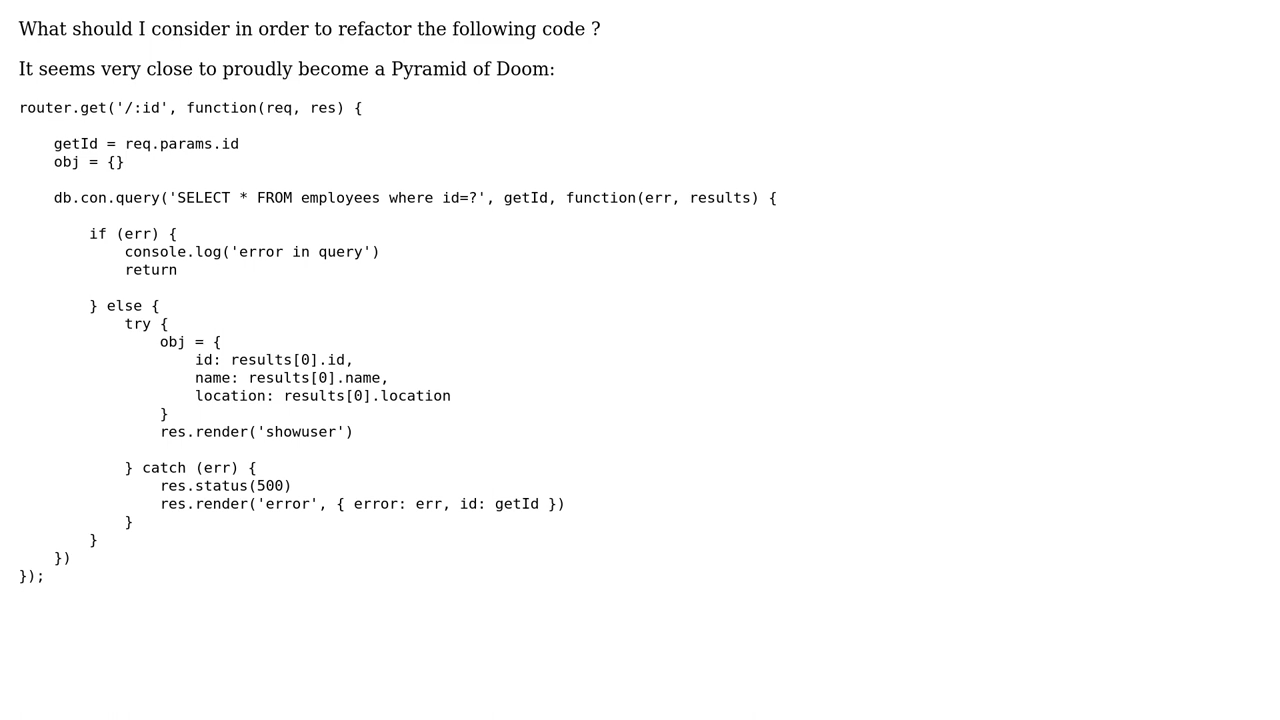 What should I consider in order to refactor the following code ?
It seems very close to proudly become a Pyramid of Doom:
router.get('/:id', function(req, res) {
    getId = req.params.id
    obj = {}
    db.con.query('SELECT * FROM employees where id=?', getId, function(err, results) {
        if (err) {
            console.log('error in query')
            return
        } else {
            try {
                obj = {
                    id: results[0].id,
                    name: results[0].name,
                    location: results[0].location
                }
                res.render('showuser')
            } catch (err) {
                res.status(500)
                res.render('error', { error: err, id: getId })
            }
        }
    })
});